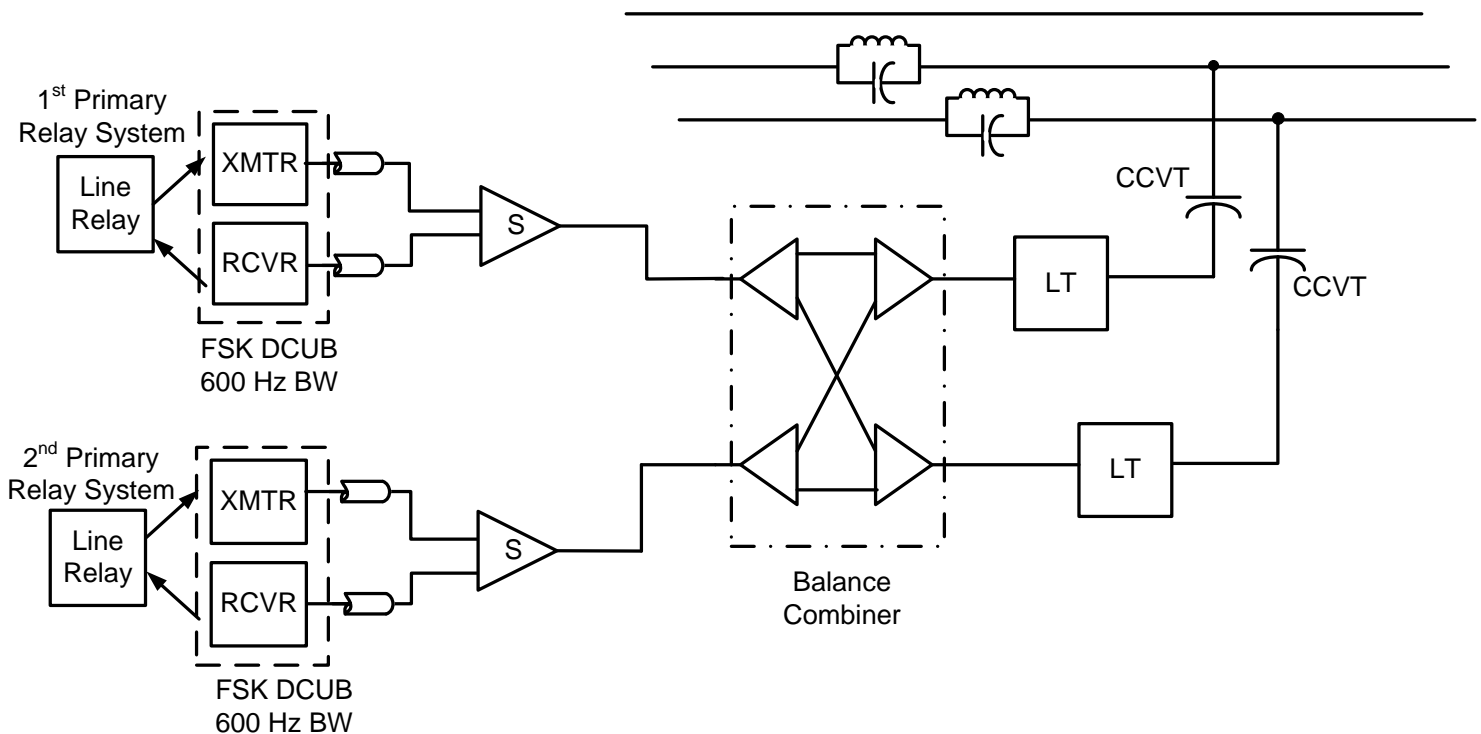 1st Primary
Relay System
Line
Relay
XMTR
RCVR
FSK DCUB
600 Hz BW
S
2nd Primary
Relay System
Line
Relay
XMTR
RCVR
FSK DCUB
600 Hz BW
S
Balance
Combiner
LT
LT
CCVT
CCVT